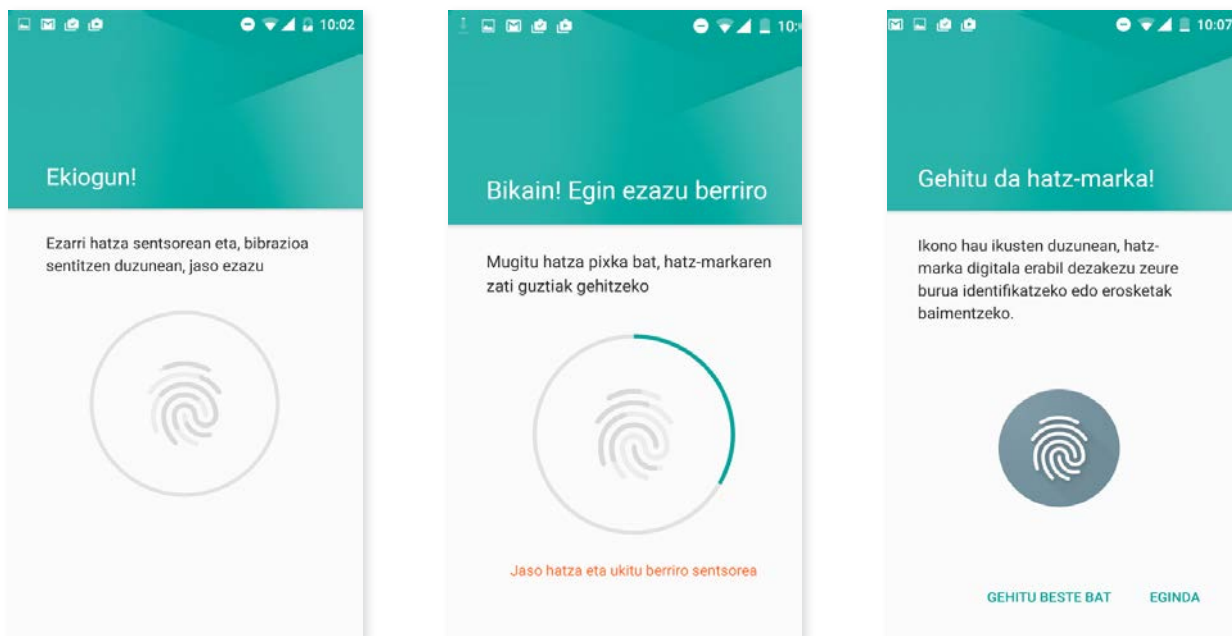 10:02
Ekiogun!
Ezarri hatza sentsorean eta, bibrazioa
sentitzen duzunean, jaso ezazu
10:
Bikain! Egin ezazu berriro
Mugitu hatza pixka bat, hatz-markaren
zati guztiak gehitzeko
Jaso hatza eta ukitu berriro sentsorea
10:07
Gehitu da hatz-marka!
Ikono hau ikusten duzunean, hatz-
marka digitala erabil dezakezu zeure
burua identifikatzeko edo erosketak
baimentzeko.
GEHITU BESTE BAT EGINDA